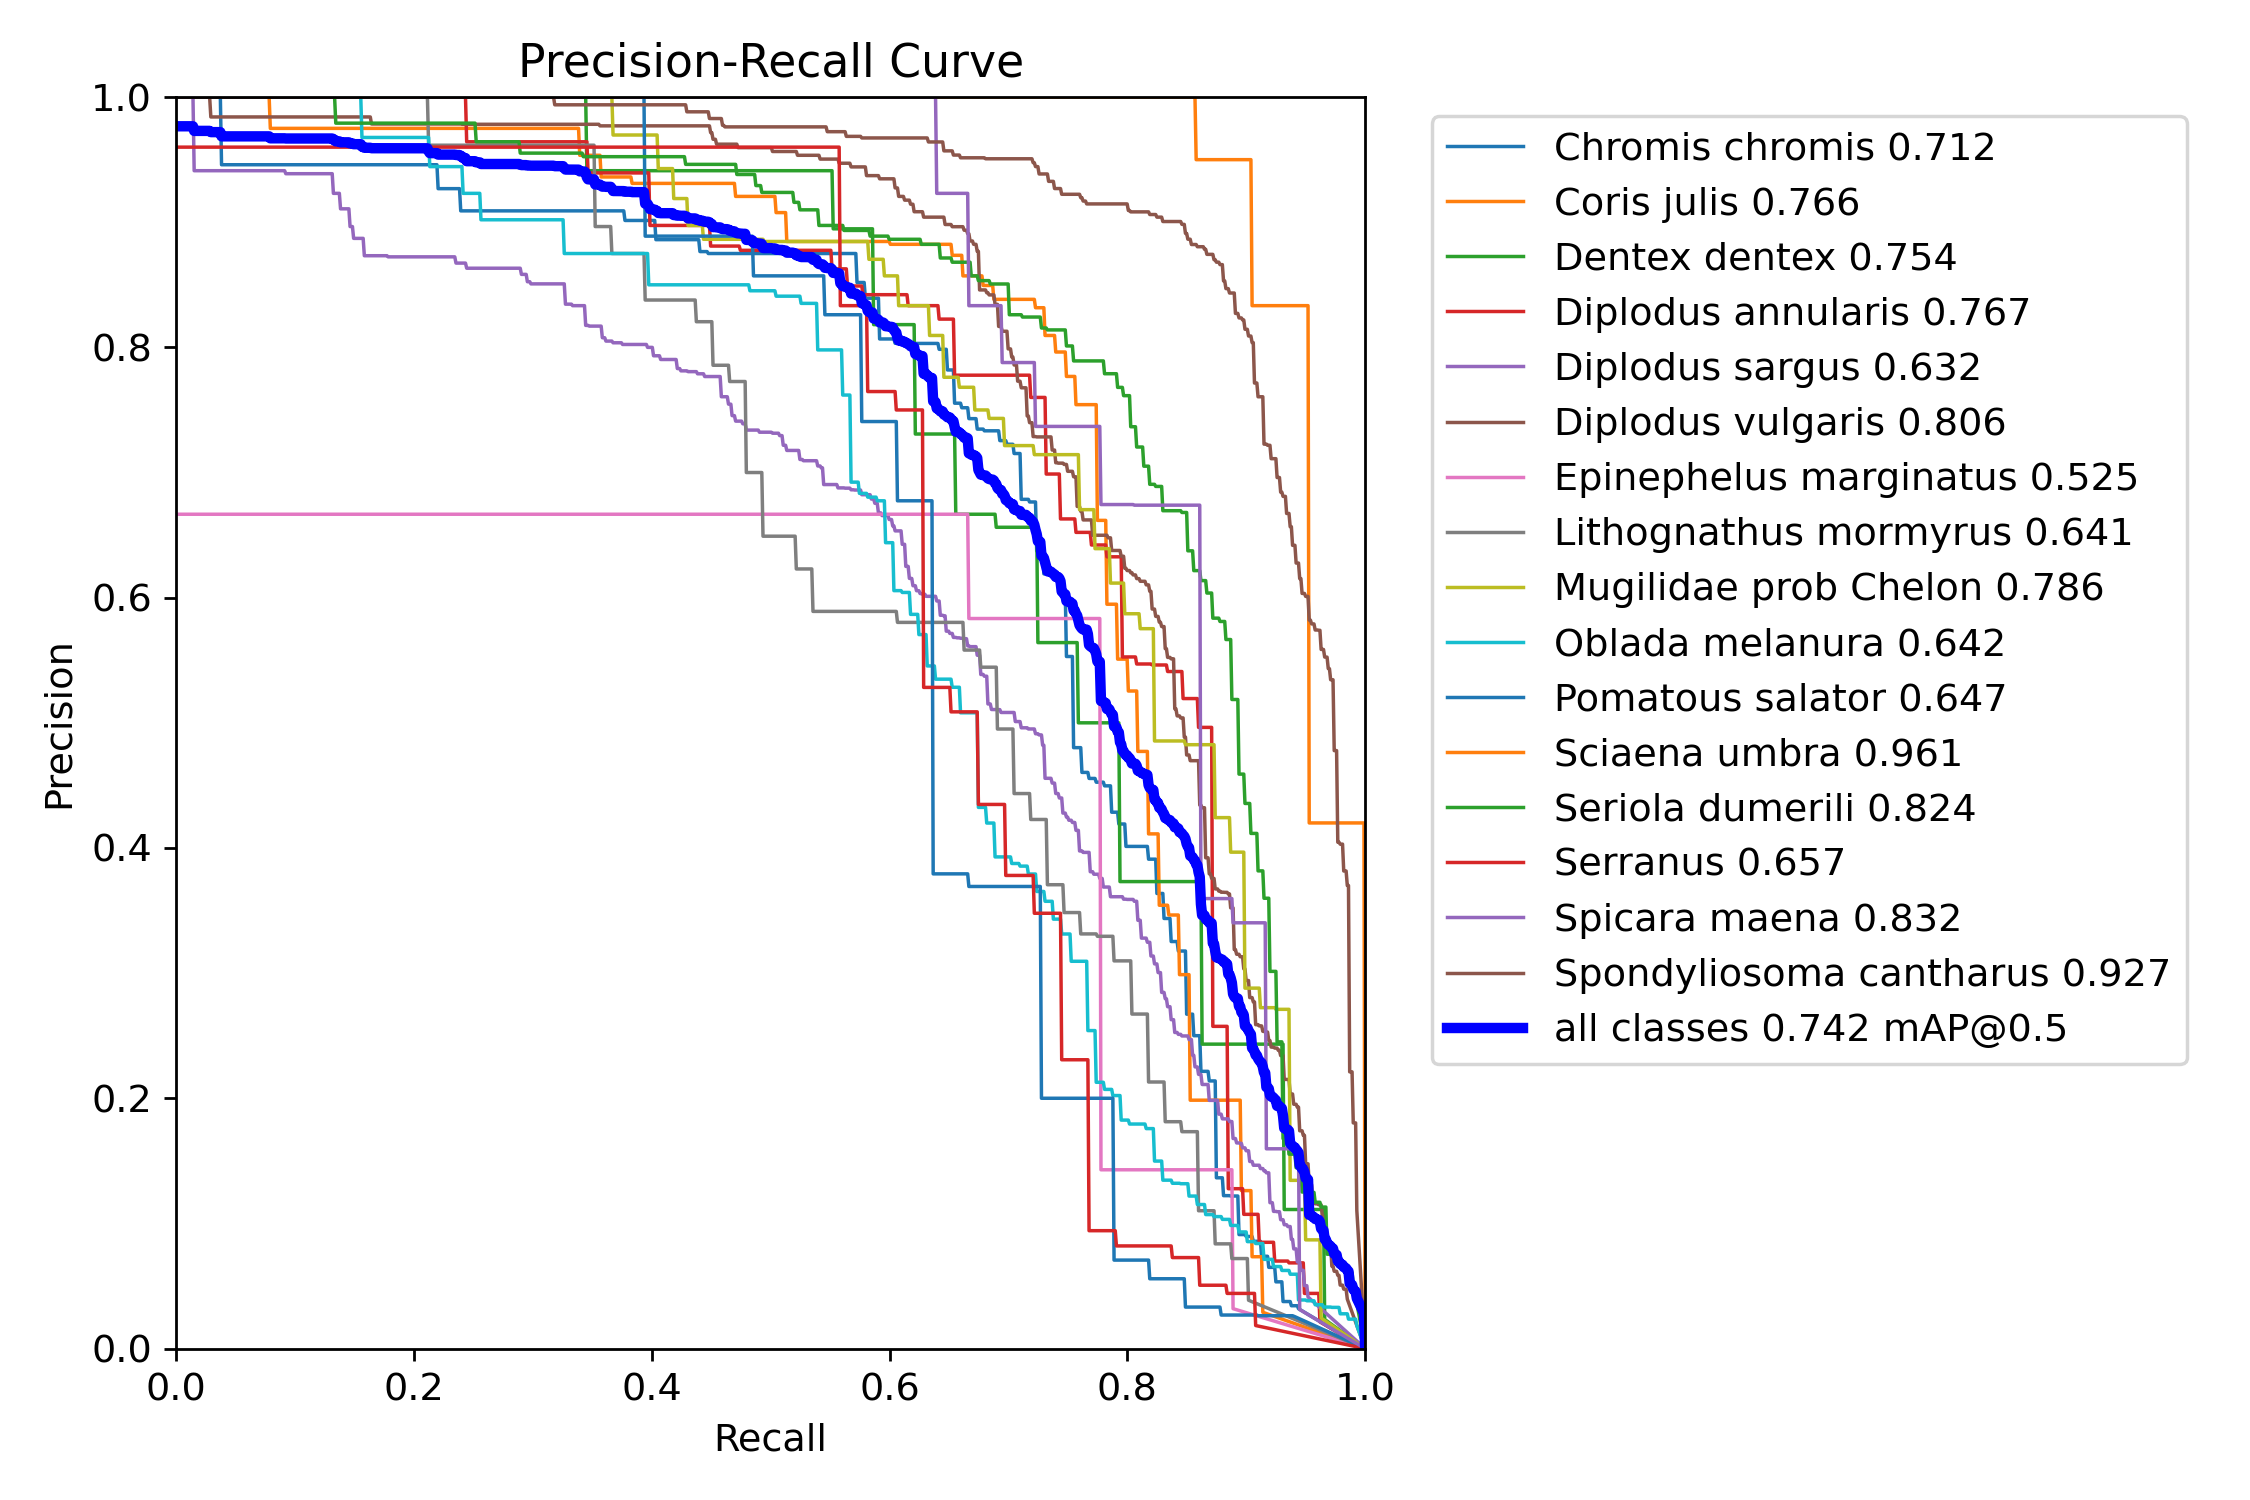 Precision-Recall Curve
1.0
0.8
0.6
0.4
0.2
0.0
Precision
0.0 0.2 0.4 0.6 0.8 1.0
Recall
Chromis chromis 0.712
Coris julis 0.766
Dentex dentex 0.754
Diplodus annularis 0.767
Diplodus sargus 0.632
Diplodus vulgaris 0.806
Epinephelus marginatus 0.525
Lithognathus mormyrus 0.641
Mugilidae prob Chelon 0.786
Oblada melanura 0.642
Pomatous salator 0.647
Sciaena umbra 0.961
Seriola dumerili 0.824
Serranus 0.657
Spicara maena 0.832
Spondyliosoma cantharus 0.927
all classes 0.742 mAP@0.5